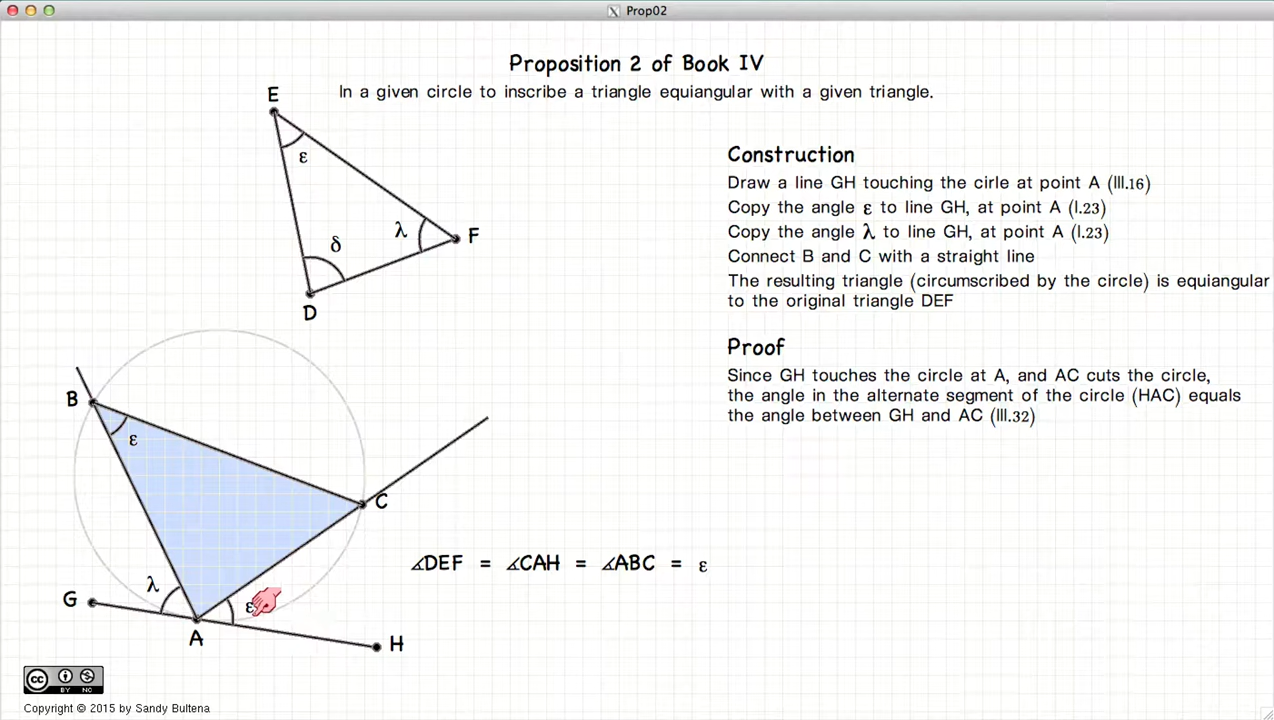 Prop02
Proposition 2 of Book IV
In a given circle to inscribe a triangle equiangular with a given triangle.
E
ε
λ
F
δ
D
Construction
Draw a line GH touching the cirle at point A (III.16)
Copy the angle ε to line GH, at point A (I.23)
Copy the angle λ to line GH, at point A (I.23)
Connect B and C with a straight line
The resulting triangle (circumscribed by the circle) is equiangular
to the original triangle DEF
Proof
Since GH touches the circle at A, and AC cuts the circle,
the angle in the alternate segment of the circle (HAC) equals
the angle between GH and AC (III.32)
B
ε
C
∡DEF = ∡CAH = ∡ABC = ε
λ
G
ε
A
H
cc
BY NC
Copyright © 2015 by Sandy Bultena